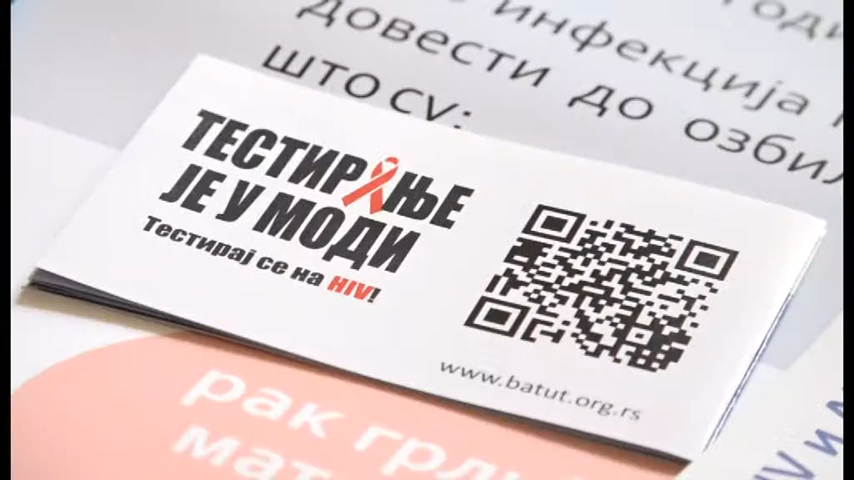 инфекција
довести до озбил
што су:
ТЕСТИРАЊЕ
ЈЕ У МОДИ
Тестирај се на HIV!
www.batut.org.rs
рак грл
мат